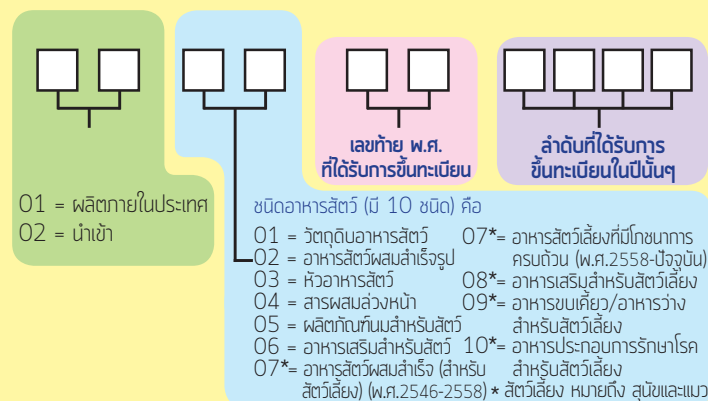 เลขท้าย พ.ศ.
ที่ได้รับการขึ้นทะเบียน
ลำดับที่ได้รับการ
ขึ้นทะเบียนในปีนั้นๆ
01 = ผลิตภายในประเทศ
02 = นำเข้า
ชนิดอาหารสัตว์ (มี 10 ชนิด) คือ
01 = วัตถุดิบอาหารสัตว์
02 = อาหารสัตว์ผสมสำเร็จรูป
03 = หัวอาหารสัตว์
04 = สารผสมล่วงหน้า
05 = ผลิตภัณฑ์นมสำหรับสัตว์
06 = อาหารเสริมสำหรับสัตว์
07*= อาหารสัตว์ผสมสำเร็จ (สำหรับ
สัตว์เลี้ยง) (พ.ศ.2546-2558)
07*= อาหารสัตว์เลี้ยงที่มีโภชนาการ
ครบถ้วน (พ.ศ.2558-ปัจจุบัน)
08*= อาหารเสริมสำหรับสัตว์เลี้ยง
09*= อาหารขบเคี้ยว/อาหารว่าง
สำหรับสัตว์เลี้ยง
10*= อาหารประกอบการรักษาโรค
สำหรับสัตว์เลี้ยง
* สัตว์เลี้ยง หมายถึง สุนัขและแมว